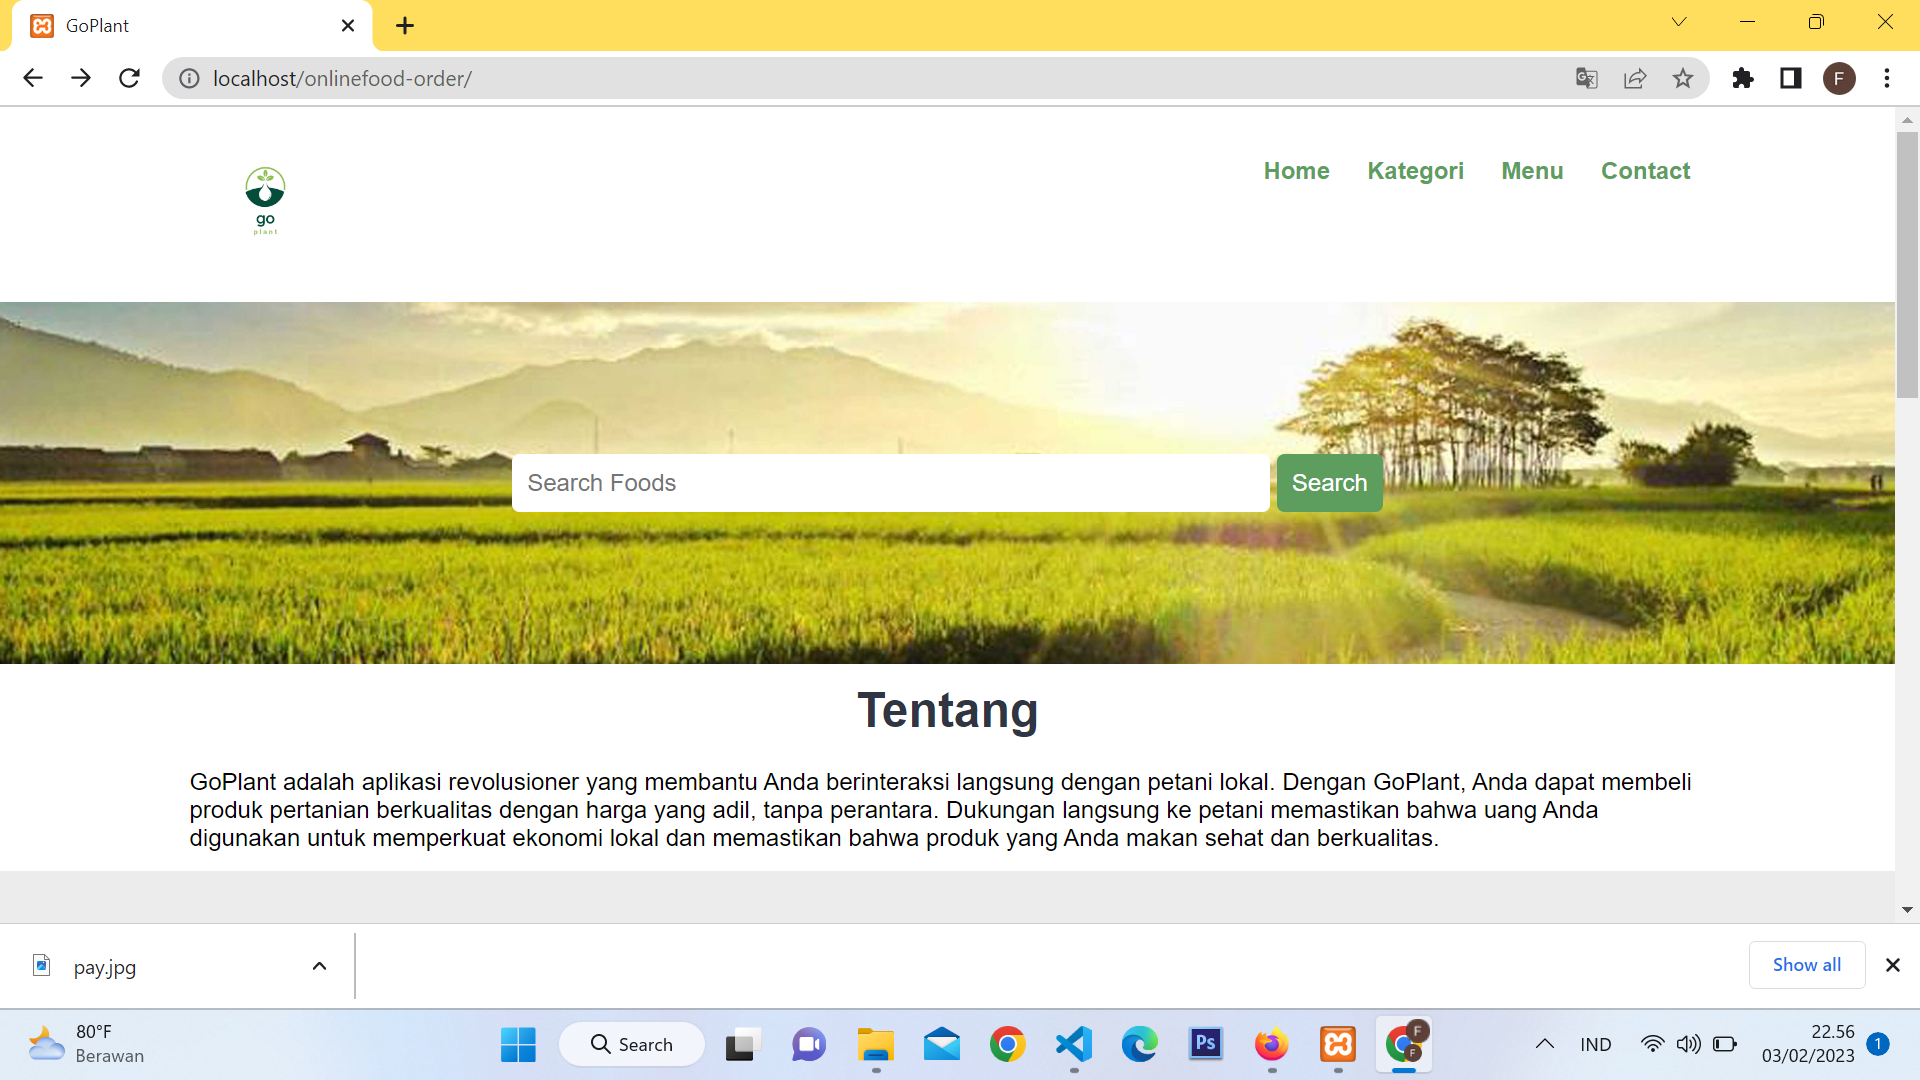 GoPlant
localhost/onlinefood-order/
F
Home Kategori Menu Contact
go
plant
Search Foods
Search
Tentang
GoPlant adalah aplikasi revolusioner yang membantu Anda berinteraksi langsung dengan petani lokal. Dengan GoPlant, Anda dapat membeli
produk pertanian berkualitas dengan harga yang adil, tanpa perantara. Dukungan langsung ke petani memastikan bahwa uang Anda
digunakan untuk memperkuat ekonomi lokal dan memastikan bahwa produk yang Anda makan sehat dan berkualitas.
pay.jpg
Show all
80°F
Berawan
Search
Ps
F
F
IND
22.56
03/02/2023
1